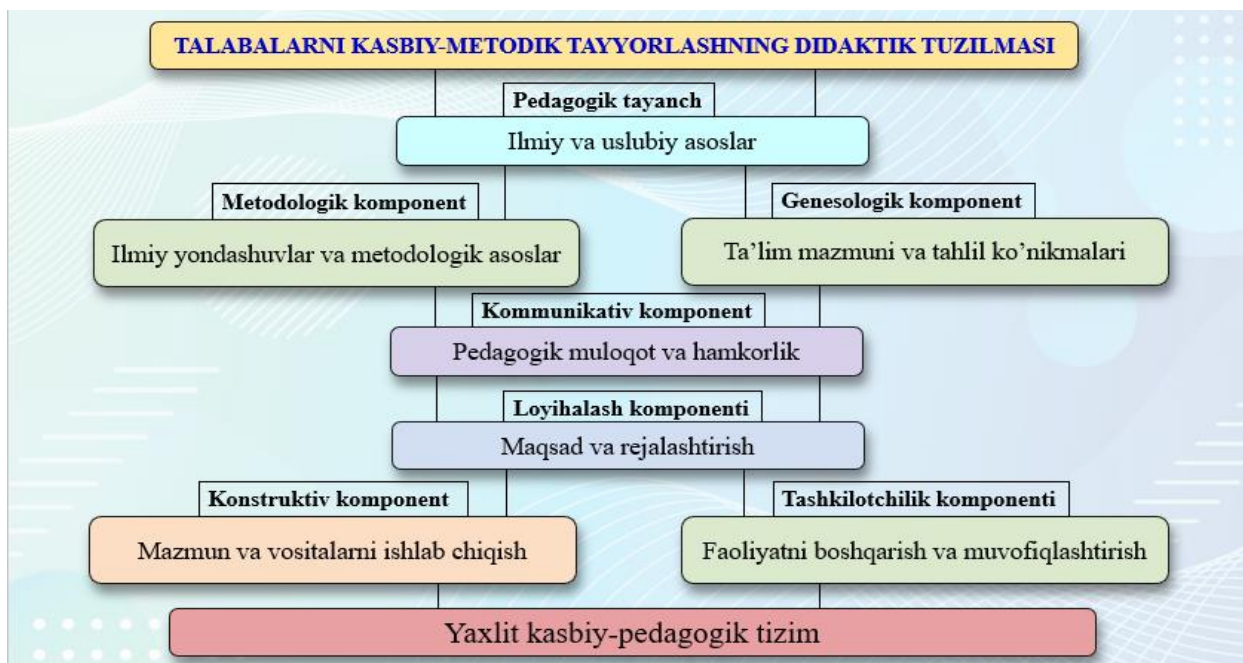 TALABALARNI KASBIY-METODIK TAYYORLASHNING DIDAKTIK TUZILMASI
Pedagogik tayanch
Ilmiy va uslubiy asoslar
Metodologik komponent
Ilmiy yondashuvlar va metodologik asoslar
Genesologik komponent
Ta’lim mazmuni va tahlil ko’nikmalari
Kommunikativ komponent
Pedagogik muloqot va hamkorlik
Loyihalash komponenti
Maqsad va rejalashtirish
Konstruktiv komponent
Mazmun va vositalarni ishlab chiqish
Tashkilotchilik komponenti
Faoliyatni boshqarish va muvofiqlashtirish
Yaxlit kasbiy-pedagogik tizim